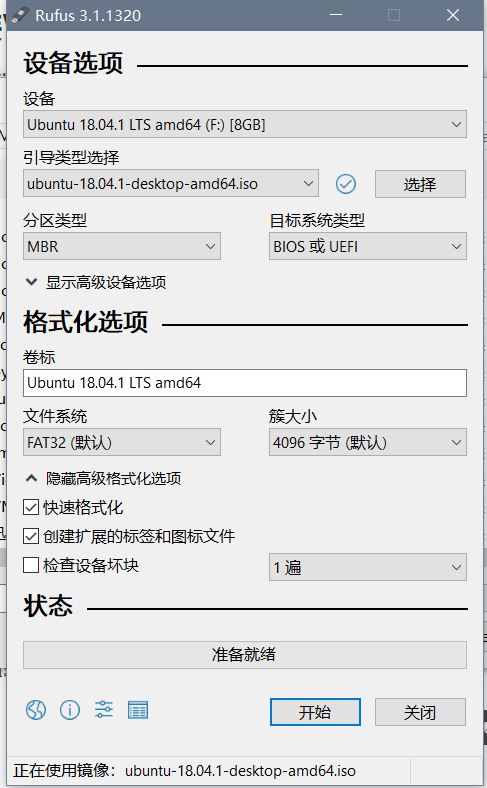 Rufus 3.1.1320
设备选项
设备
Ubuntu 18.04.1 LTS amd64 (F:) [8GB]
引导类型选择
ubuntu-18.04.1-desktop-amd64.iso
选择
分区类型
目标系统类型
MBR
BIOS 或 UEFI
显示高级设备选项
格式化选项
卷标
Ubuntu 18.04.1 LTS amd64
文件系统
簇大小
FAT32 (默认)
4096 字节 (默认)
隐藏高级格式化选项
快速格式化
创建扩展的标签和图标文件
检查设备坏块
1 遍
状态
准备就绪
开始
关闭
正在使用镜像：ubuntu-18.04.1-desktop-amd64.iso